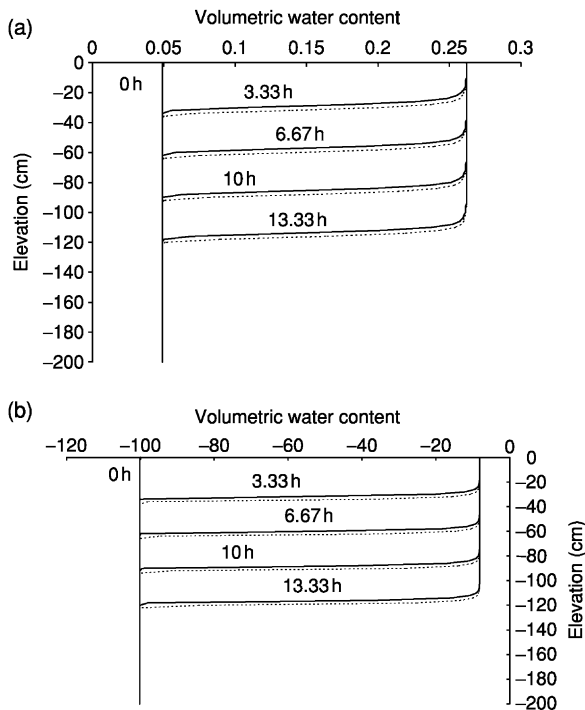 (a)
Volumetric water content
0 0.05 0.1 0.15 0.2 0.25 0.3
0 h
3.33 h
6.67 h
10 h
13.33 h
Elevation (cm)
0
−20
−40
−60
−80
−100
−120
−140
−160
−180
−200
(b)
Volumetric water content
−120 −100 −80 −60 −40 −20 0
0 h
3.33 h
6.67 h
10 h
13.33 h
0
−20
−40
−60
−80
−100
−120
−140
−160
−180
−200
Elevation (cm)